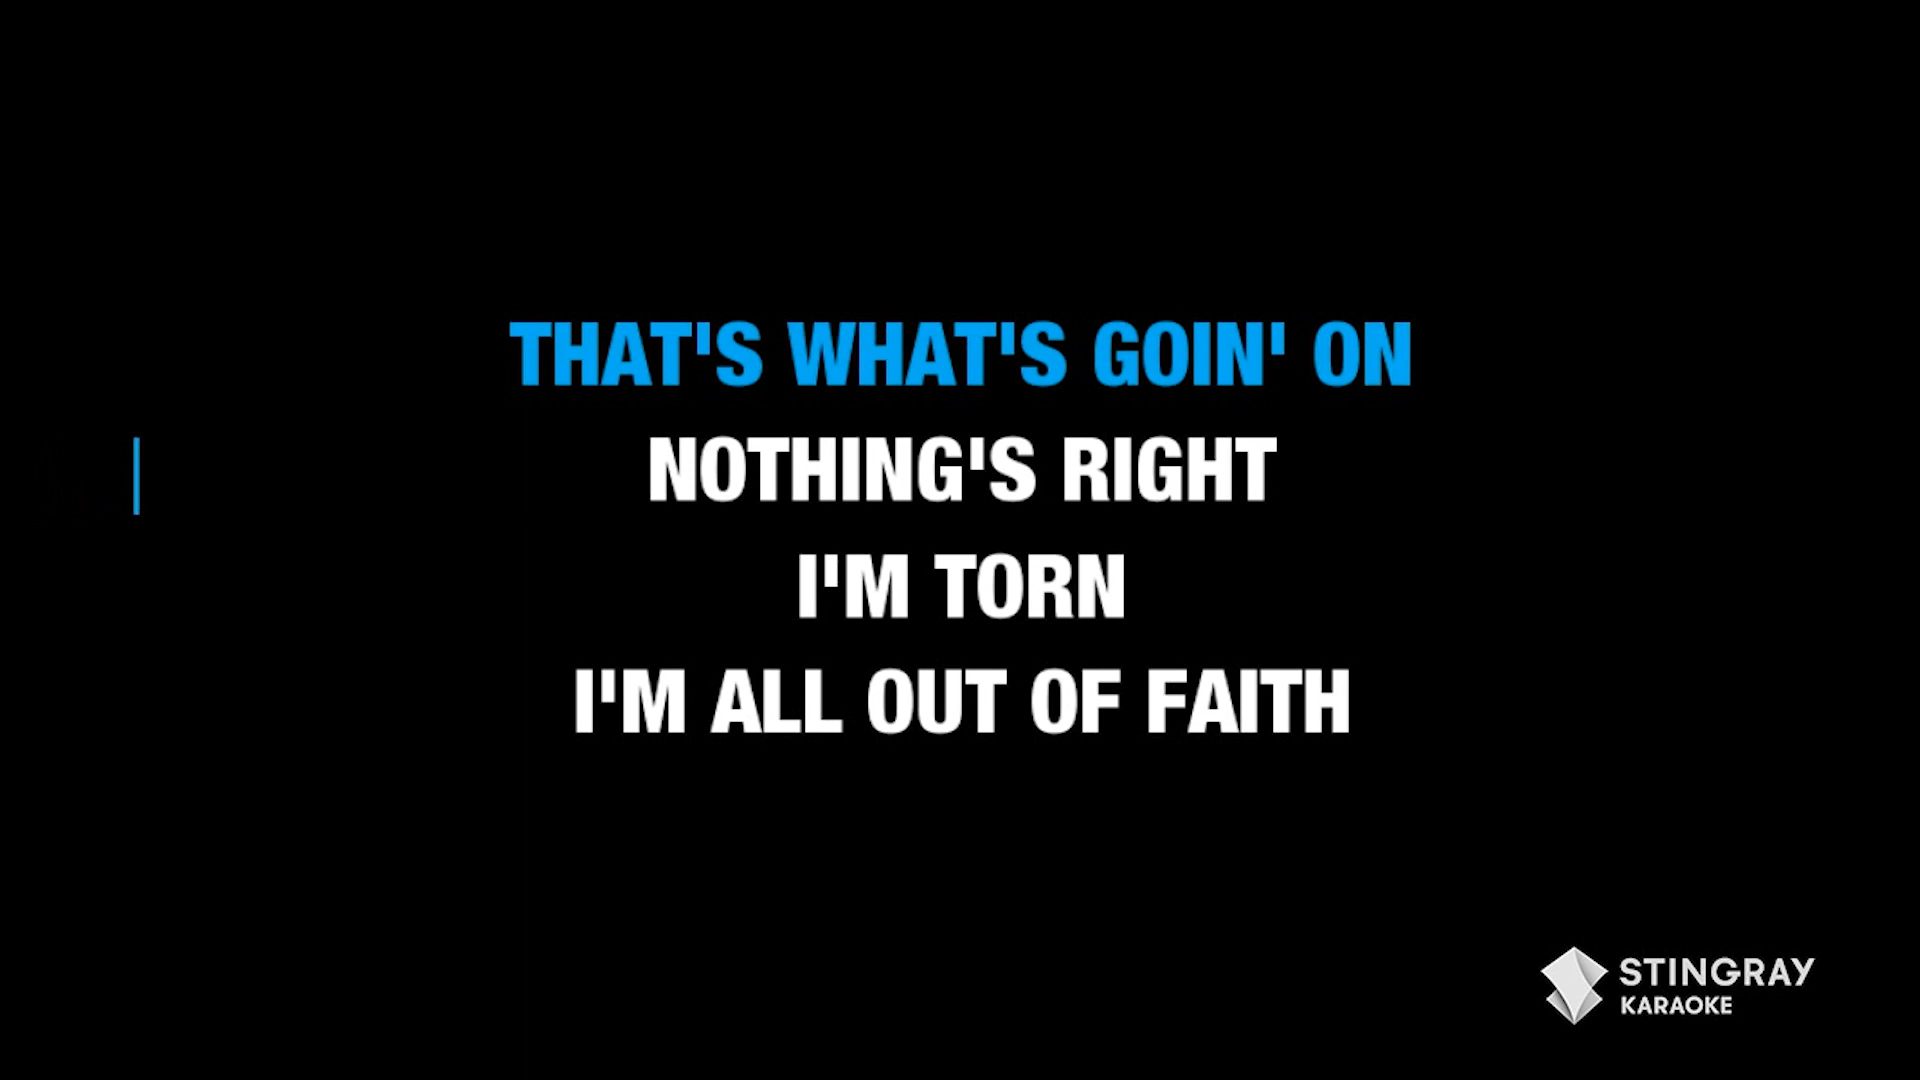 THAT'S WHAT'S GOIN' ON
NOTHING'S RIGHT
I'M TORN
I'M ALL OUT OF FAITH
STINGRAY
KARAOKE